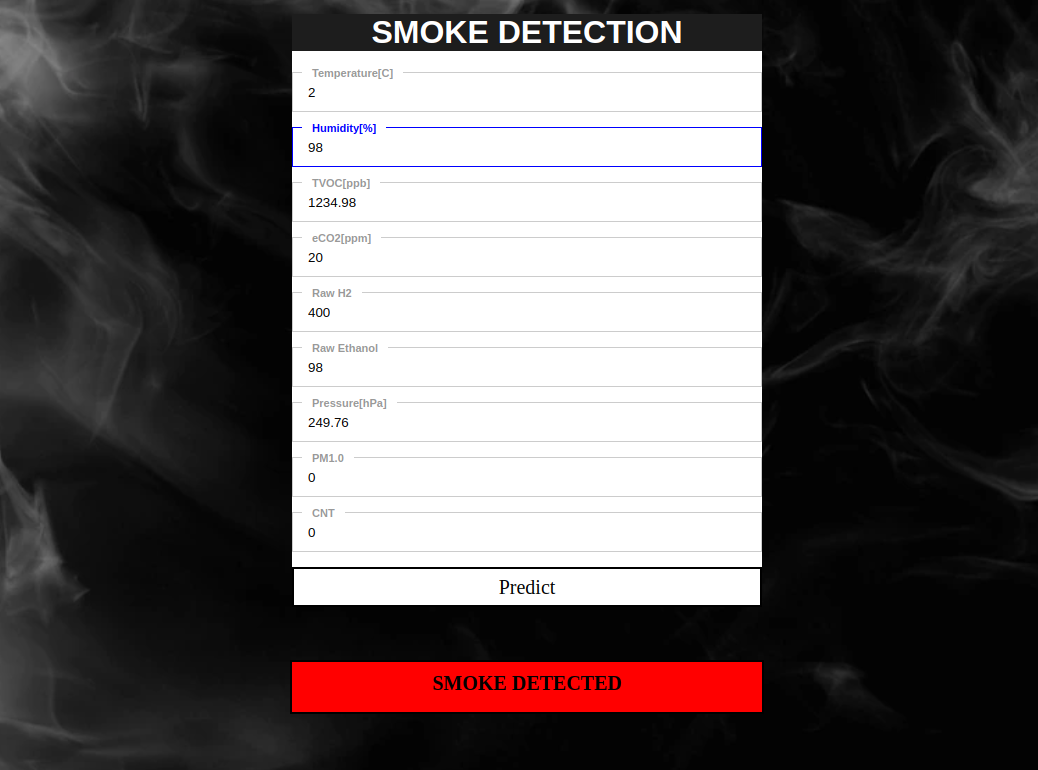 SMOKE DETECTION
Temperature[C]
2
Humidity[%]
98
TVOC[ppb]
1234.98
eCO2[ppm]
20
Raw H2
400
Raw Ethanol
98
Pressure[hPa]
249.76
PM1.0
0
CNT
0
Predict
SMOKE DETECTED